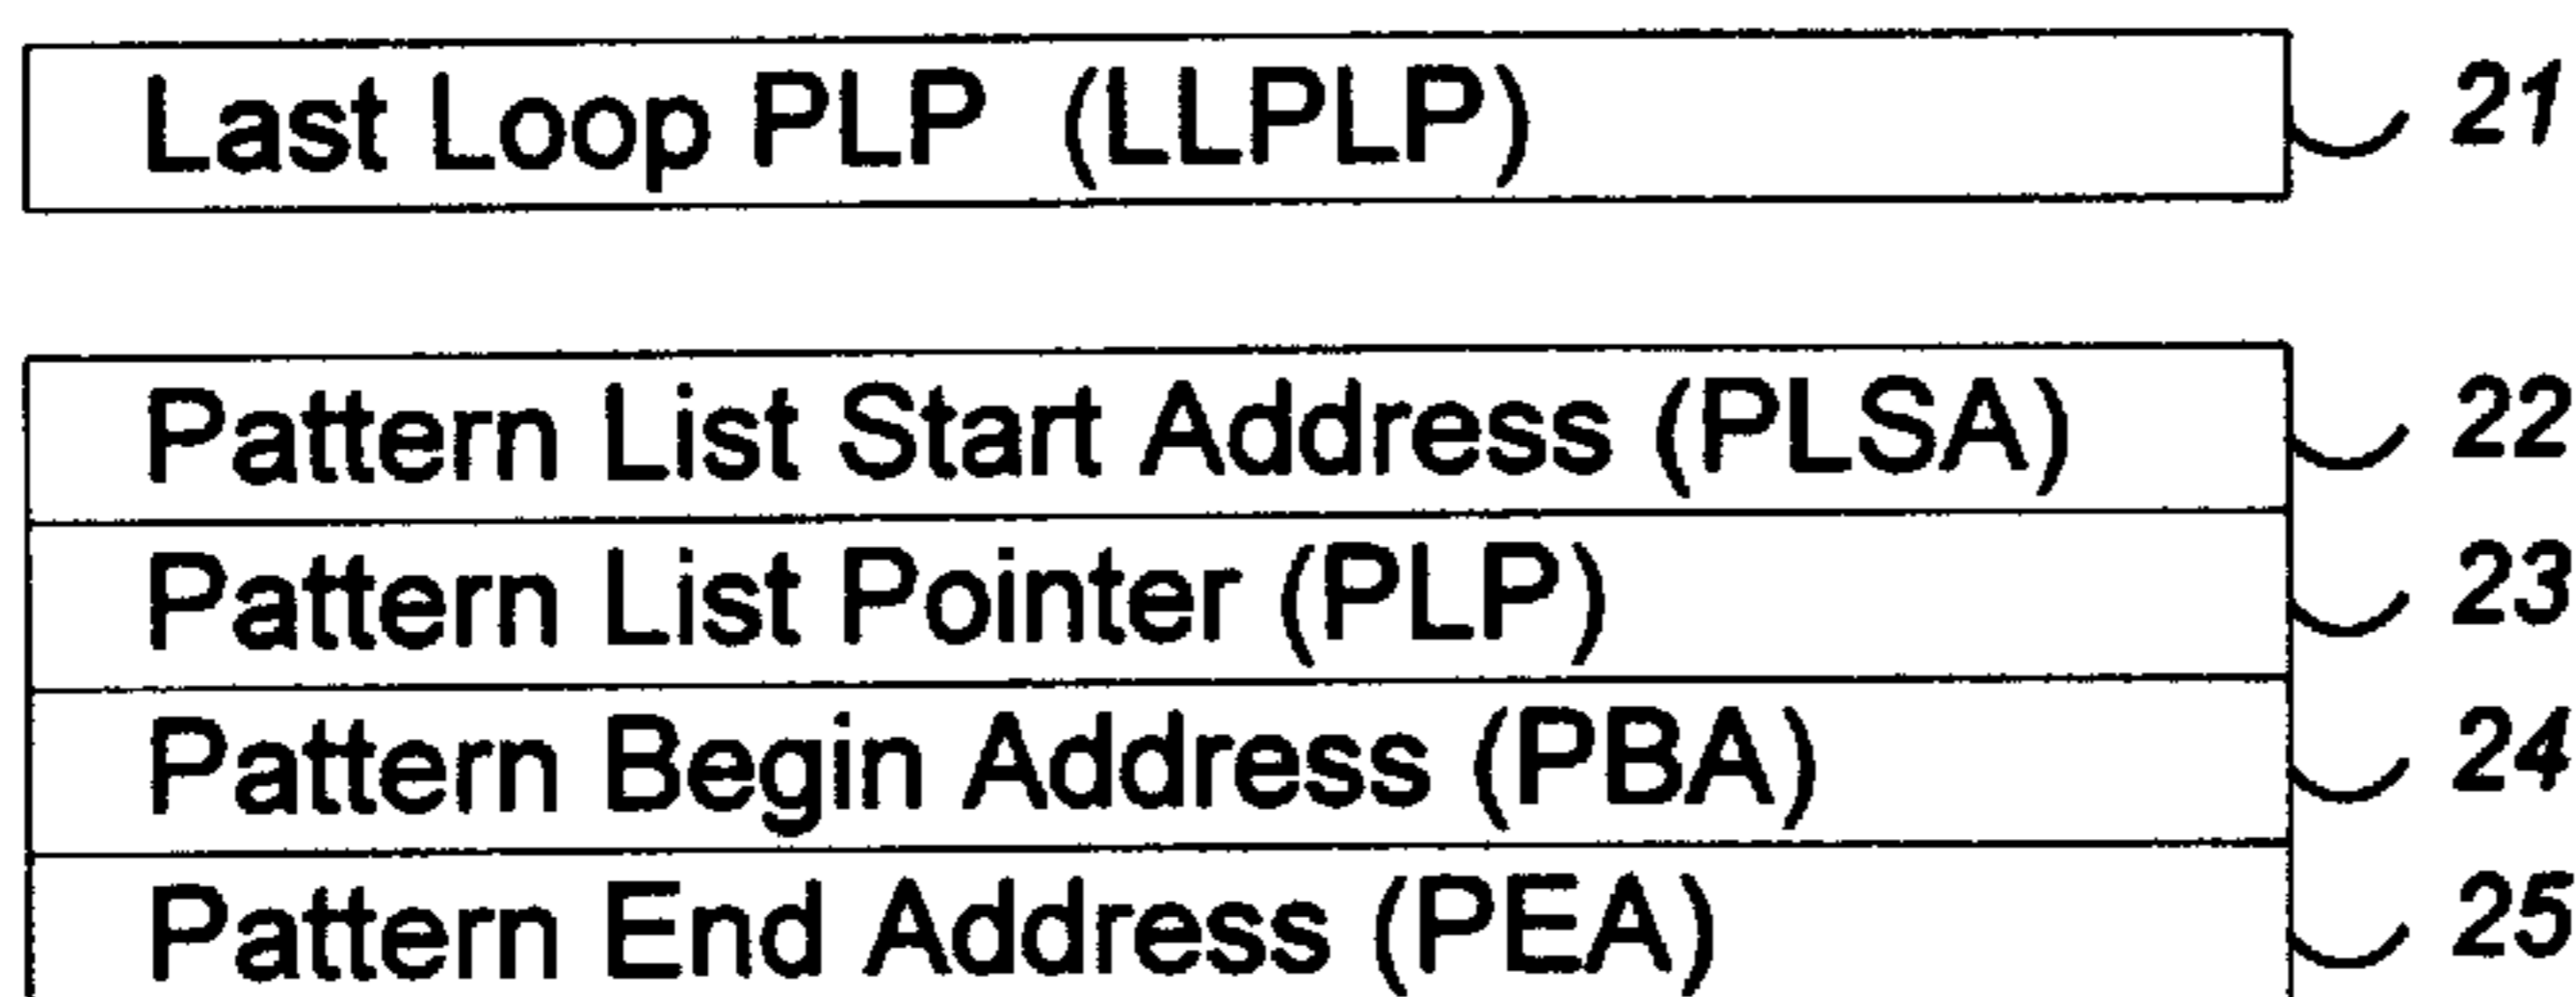 Last Loop PLP (LLPLP) 21
Pattern List Start Address (PLSA) 22
Pattern List Pointer (PLP) 23
Pattern Begin Address (PBA) 24
Pattern End Address (PEA) 25